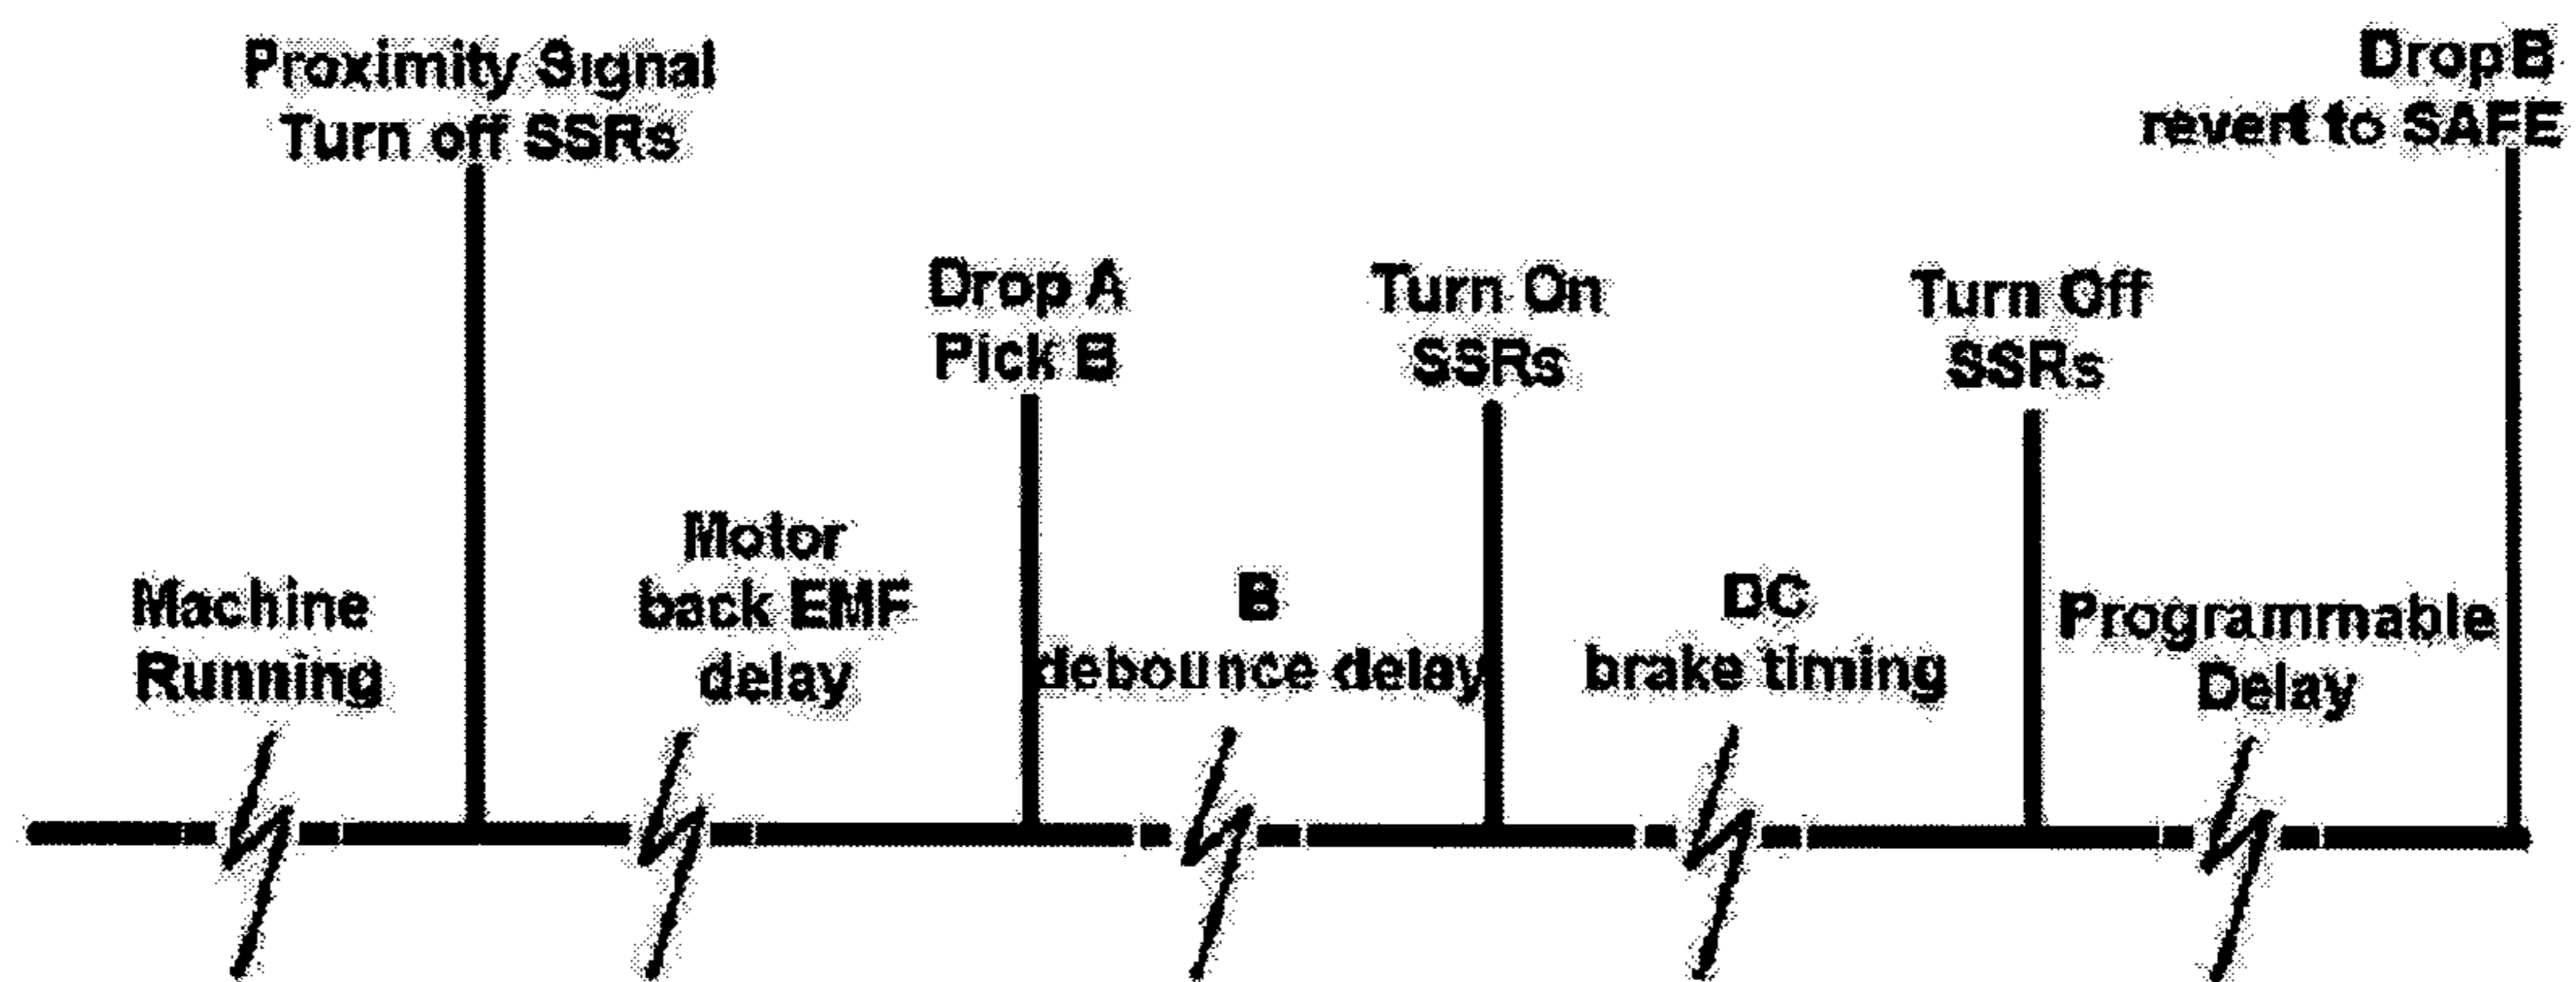 Proximity Signal
Turn off SSRs
Drop B
revert to SAFE
Drop A
Pick B
Turn On
SSRs
Turn Off
SSRs
Machine
Running
Motor
back EMF
delay
B
debounce delay
DC
brake timing
Programmable
Delay